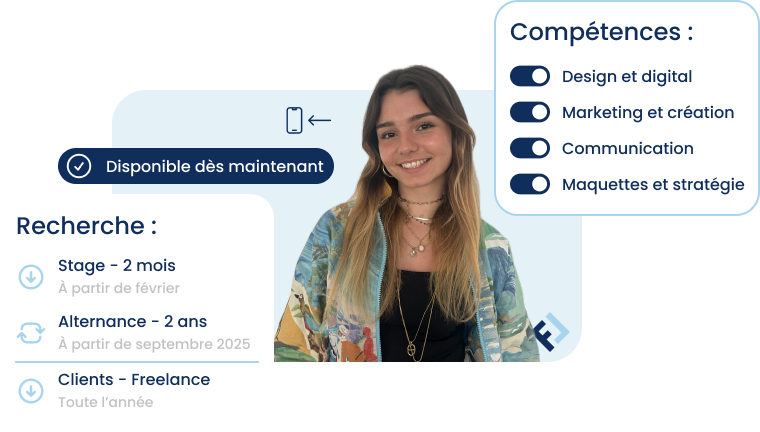 Compétences :
Design et digital
Marketing et création
Communication
Maquettes et stratégie
Disponible dès maintenant
Recherche :
Stage - 2 mois
À partir de février
Alternance - 2 ans
À partir de septembre 2025
Clients - Freelance
Toute l’année